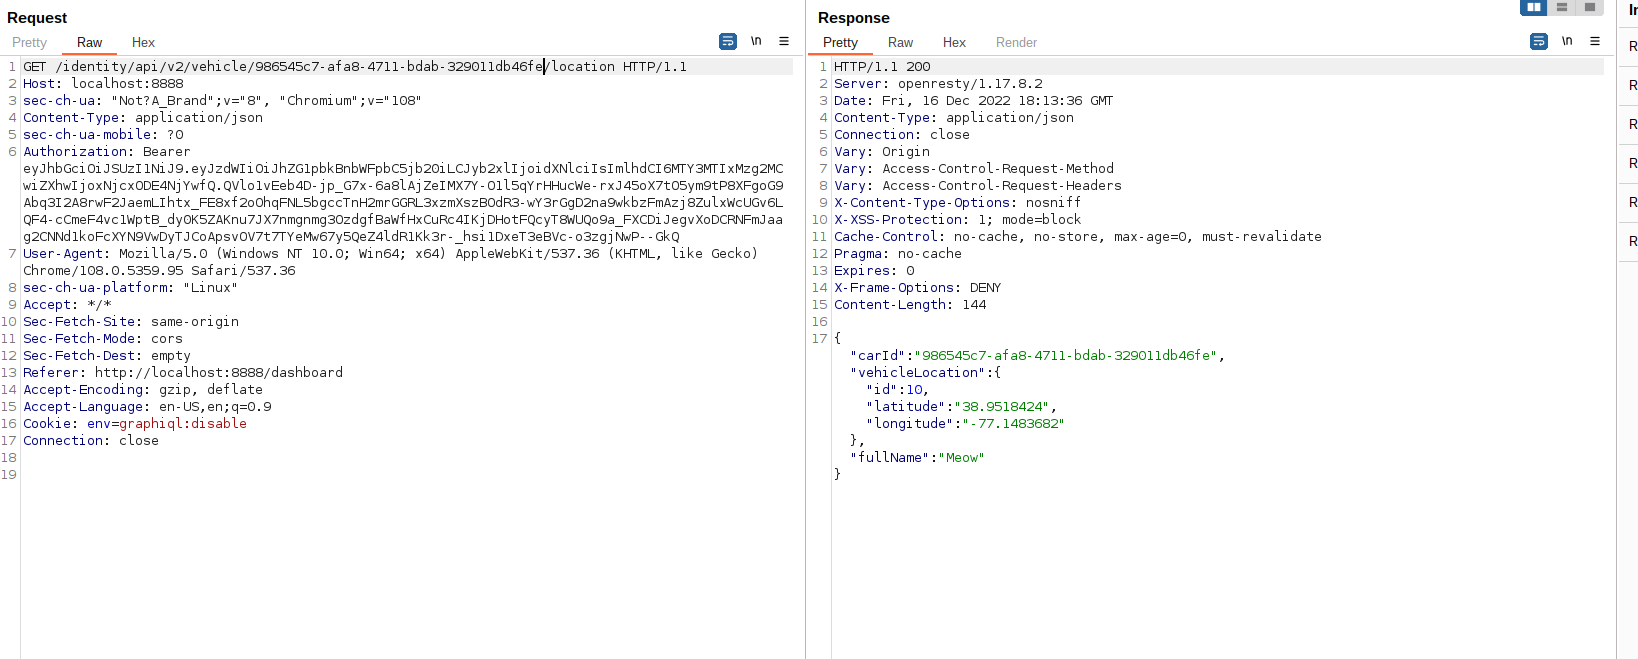 Request
Pretty Raw Hex
\n
1 GET /identity/api/v2/vehicle/986545c7-afa8-4711-bdab-329011db46fe/location HTTP/1.1
2 Host: localhost:8888
3 sec-ch-ua: "Not?A_Brand";v="8", "Chromium";v="108"
4 Content-Type: application/json
5 sec-ch-ua-mobile: ?0
6 Authorization: Bearer
eyJhbGciOiJSUzI1NiJ9.eyJzdWIiOiJhZG1pbkBnbWFpbC5jb20iLCJyb2xlIjoidXNlciIsImlhdCI6MTY3MTIxMzg2MC
wiZXhwIjoxNjcxODE4NjYwfQ.QVlo1vEeb4D-jp_G7x-6a8lAjZeIMX7Y-O1l5qYrHHucWe-rxJ45oX7tO5ym9tP8XFgoG9
Abq3I2A8rwF2JaemLIhtx_FE8xf2oOhqFNL5bgccTnH2mrGGRL3xzmXszB0dR3-wY3rGgD2na9wkbzFmAzj8ZulxWcUGv6L
QF4-cCmeF4vc1WptB_dyOK5ZAKnu7JX7nmgnmg3OzdgfBaWfHxCuRc4IKjDHotFQcyT8WUQo9a_FXCDiJegvXoDCRNFmJaa
g2CNNd1koFcXYN9VwDyTJCoApsvOV7t7TYeMw67y5QeZ4ldR1Kk3r-_hsi1DxeT3eBVc-o3zgjNwP--GkQ
7 User-Agent: Mozilla/5.0 (Windows NT 10.0; Win64; x64) AppleWebKit/537.36 (KHTML, like Gecko)
Chrome/108.0.5359.95 Safari/537.36
8 sec-ch-ua-platform: "Linux"
9 Accept: */*
10 Sec-Fetch-Site: same-origin
11 Sec-Fetch-Mode: cors
12 Sec-Fetch-Dest: empty
13 Referer: http://localhost:8888/dashboard
14 Accept-Encoding: gzip, deflate
15 Accept-Language: en-US,en;q=0.9
16 Cookie: env=graphiql:disable
17 Connection: close
18
19
Response
Pretty Raw Hex Render
\n
1 HTTP/1.1 200
2 Server: openresty/1.17.8.2
3 Date: Fri, 16 Dec 2022 18:13:36 GMT
4 Content-Type: application/json
5 Connection: close
6 Vary: Origin
7 Vary: Access-Control-Request-Method
8 Vary: Access-Control-Request-Headers
9 X-Content-Type-Options: nosniff
10 X-XSS-Protection: 1; mode=block
11 Cache-Control: no-cache, no-store, max-age=0, must-revalidate
12 Pragma: no-cache
13 Expires: 0
14 X-Frame-Options: DENY
15 Content-Length: 144
16
17 {
"carId":"986545c7-afa8-4711-bdab-329011db46fe",
"vehicleLocation":{
"id":10,
"latitude":"38.9518424",
"longitude":"-77.1483682"
},
"fullName":"Meow"
}